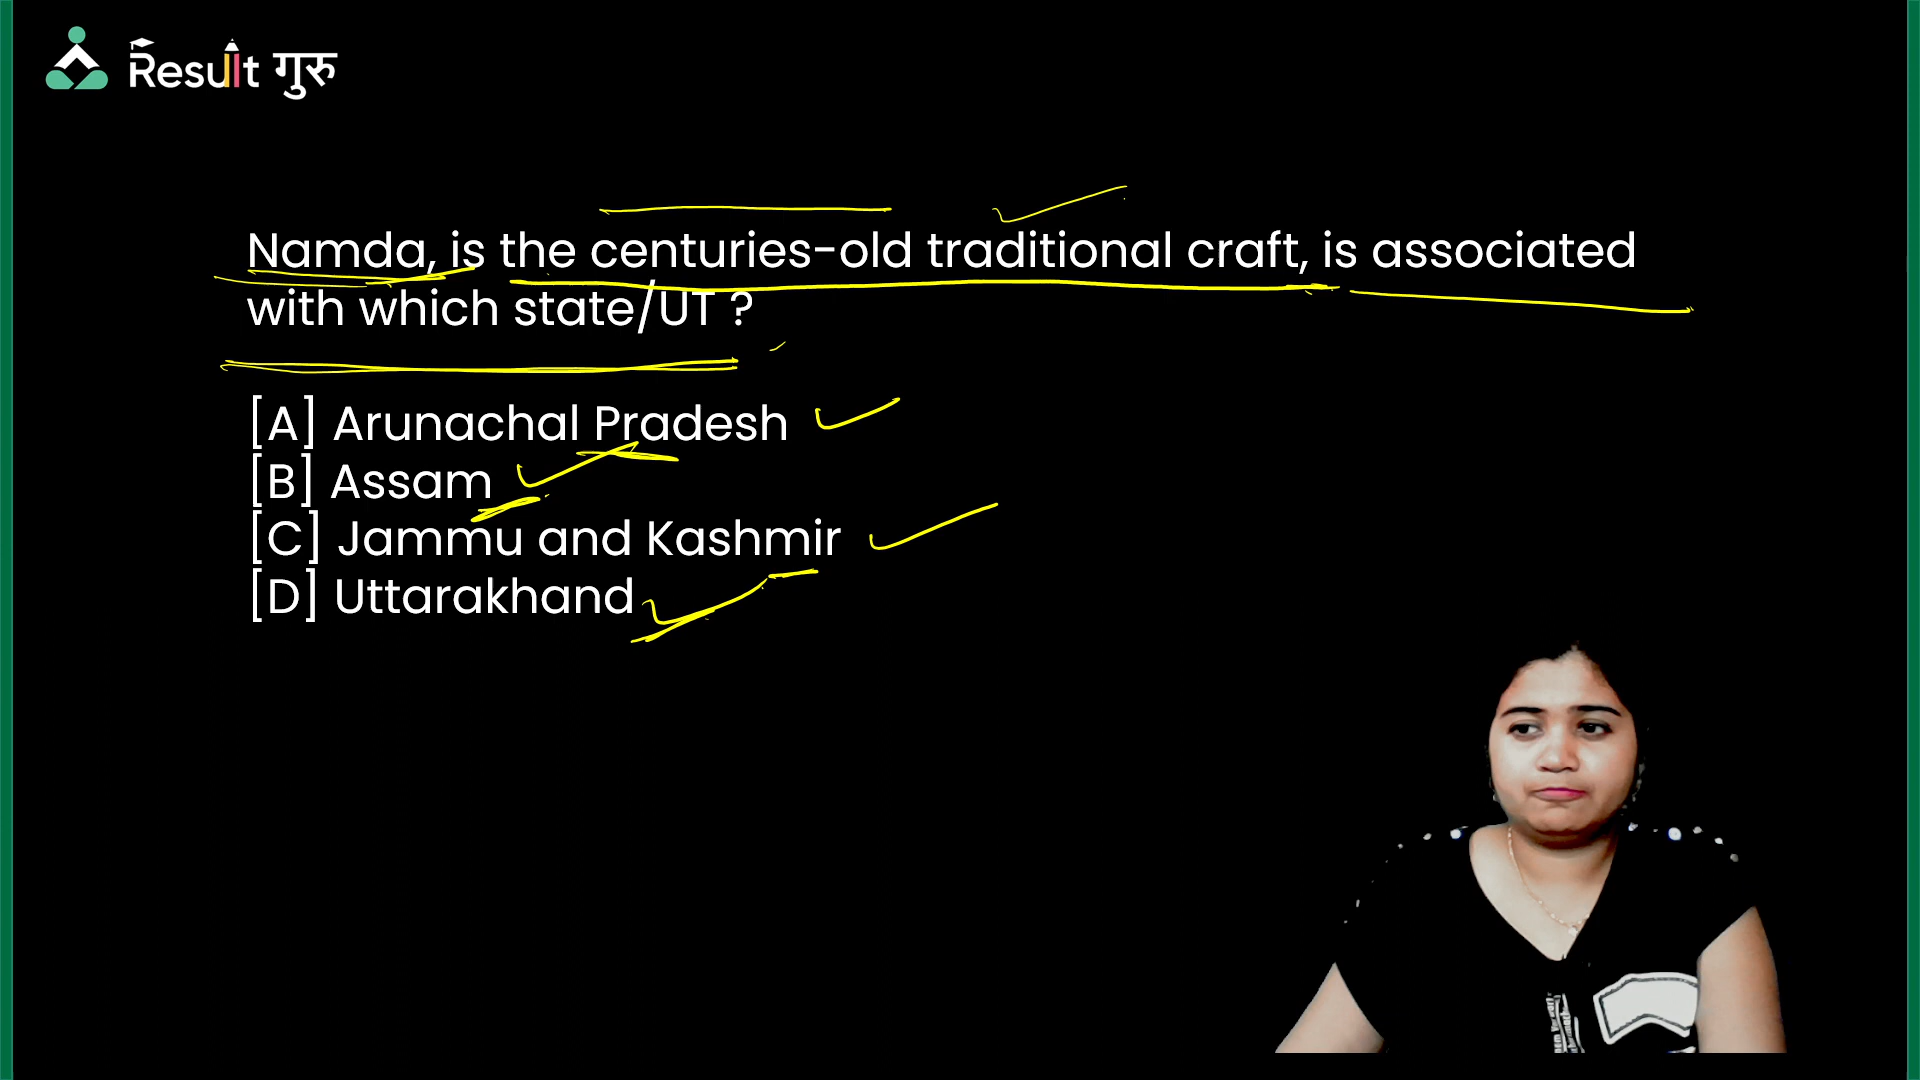 Result गुरु
Namda, is the centuries-old traditional craft, is associated
with which state/UT ?
[A] Arunachal Pradesh
[B] Assam
[C] Jammu and Kashmir
[D] Uttarakhand